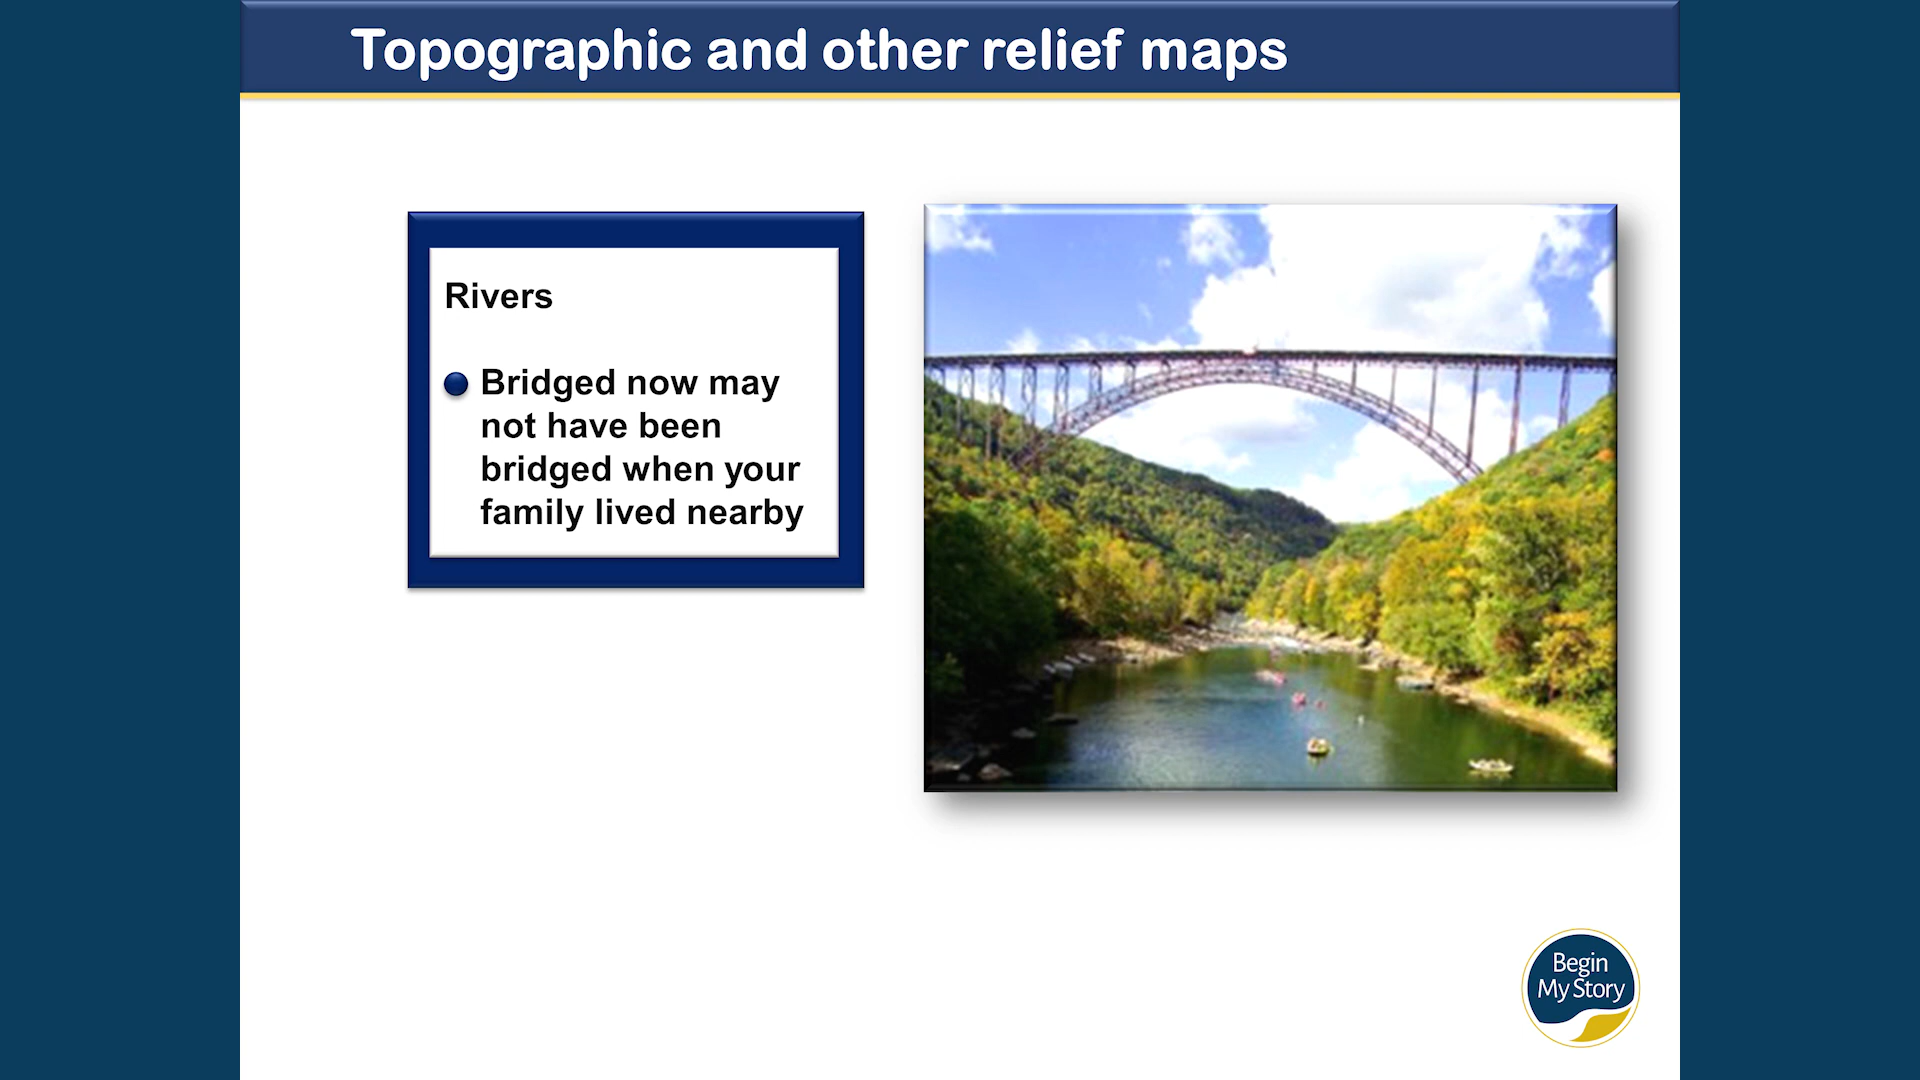 Topographic and other relief maps
Rivers
Bridged now may
not have been
bridged when your
family lived nearby
Begin
My Story